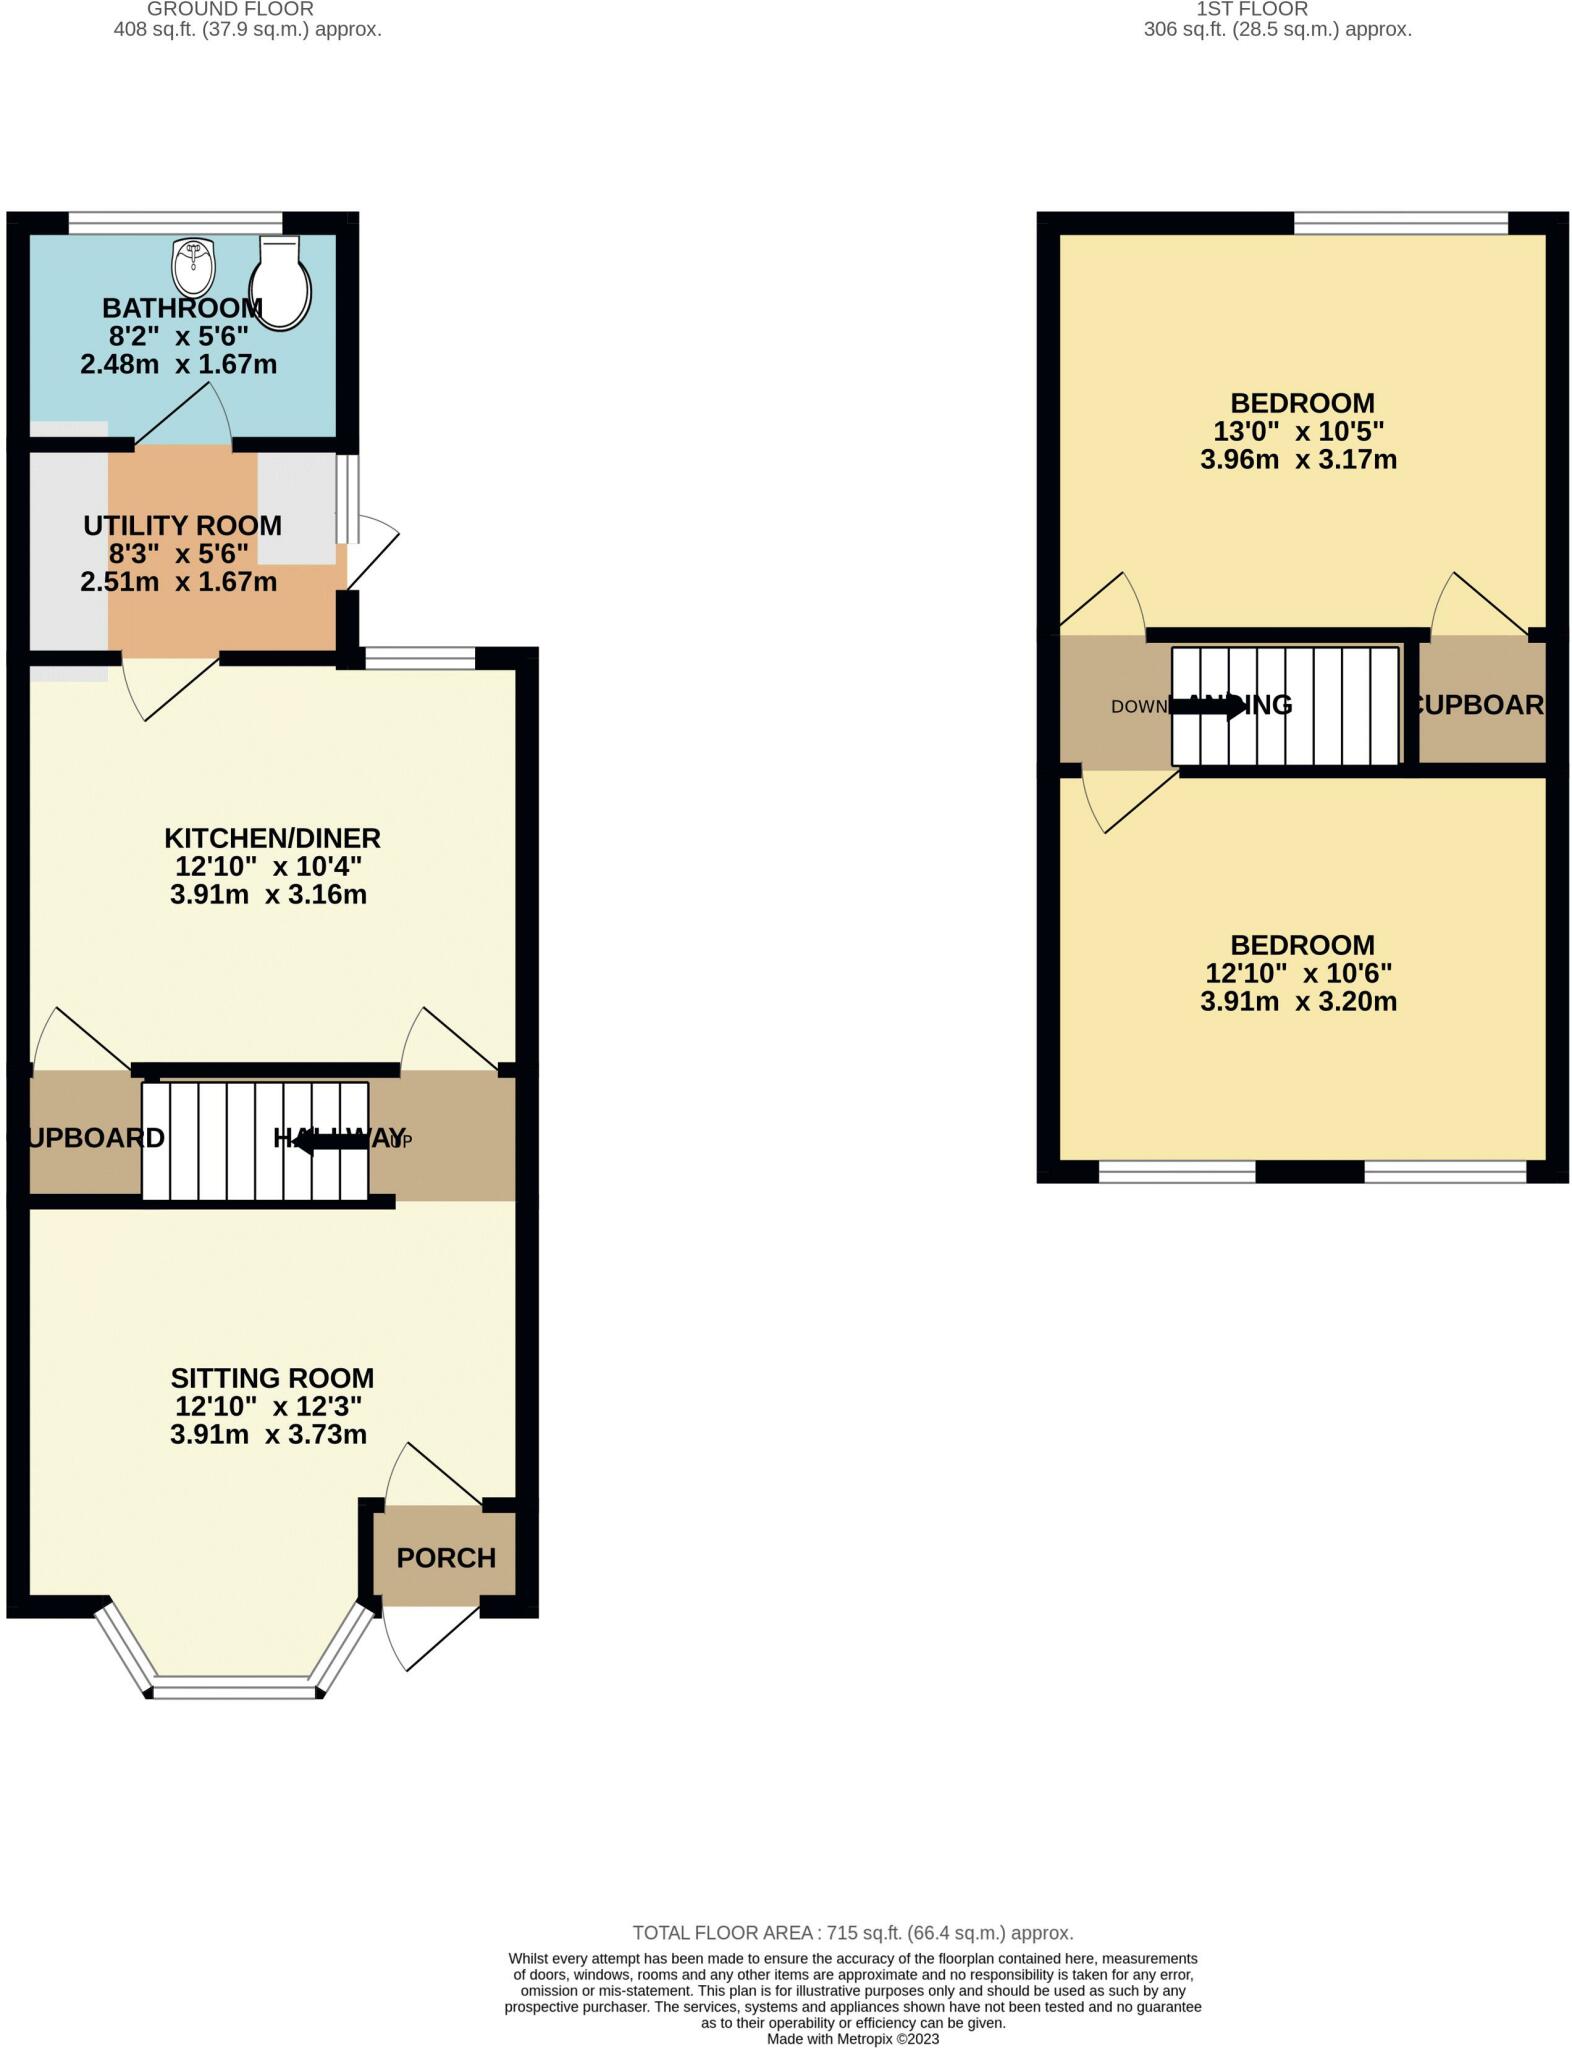 GROUND FLOOR
408 sq.ft. (37.9 sq.m.) approx.
BATHROOM
8'2" x 5'6"
2.48m x 1.67m
UTILITY ROOM
8'3" x 5'6"
2.51m x 1.67m
KITCHEN/DINER
12'10" x 10'4"
3.91m x 3.16m
UPBOARD
HALLWAY
UP
SITTING ROOM
12'10" x 12'3"
3.91m x 3.73m
PORCH
1ST FLOOR
306 sq.ft. (28.5 sq.m.) approx.
BEDROOM
13'0" x 10'5"
3.96m x 3.17m
DOWN
LANDING
CUPBOAR
BEDROOM
12'10" x 10'6"
3.91m x 3.20m
TOTAL FLOOR AREA : 715 sq.ft. (66.4 sq.m.) approx.
Whilst every attempt has been made to ensure the accuracy of the floorplan contained here, measurements
of doors, windows, rooms and any other items are approximate and no responsibility is taken for any error,
omission or mis-statement. This plan is for illustrative purposes only and should be used as such by any
prospective purchaser. The services, systems and appliances shown have not been tested and no guarantee
as to their operability or efficiency can be given.
Made with Metropix ©2023